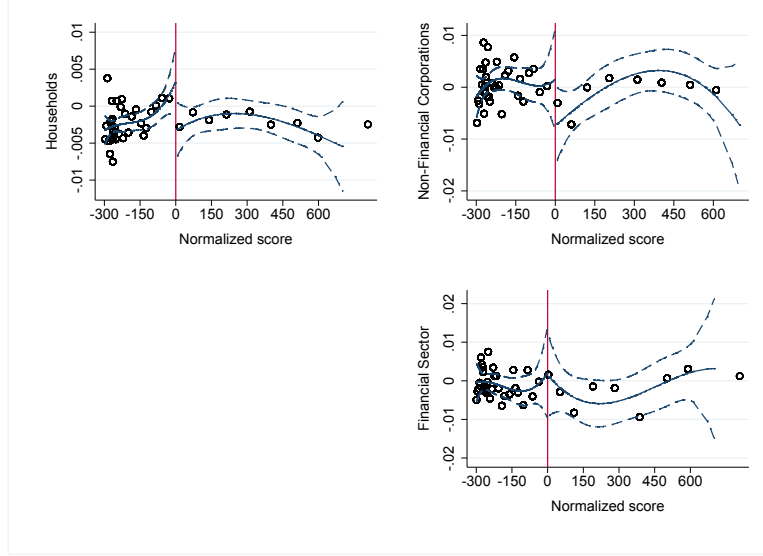 Households
.01
.005
0
-.005
-.01
-300 -150 0 150 300 450 600
Normalized score
Non-Financial Corporations
.01
0
-.01
-.02
-300 -150 0 150 300 450 600
Normalized score
Financial Sector
.02
.01
0
-.01
-.02
-300 -150 0 150 300 450 600
Normalized score